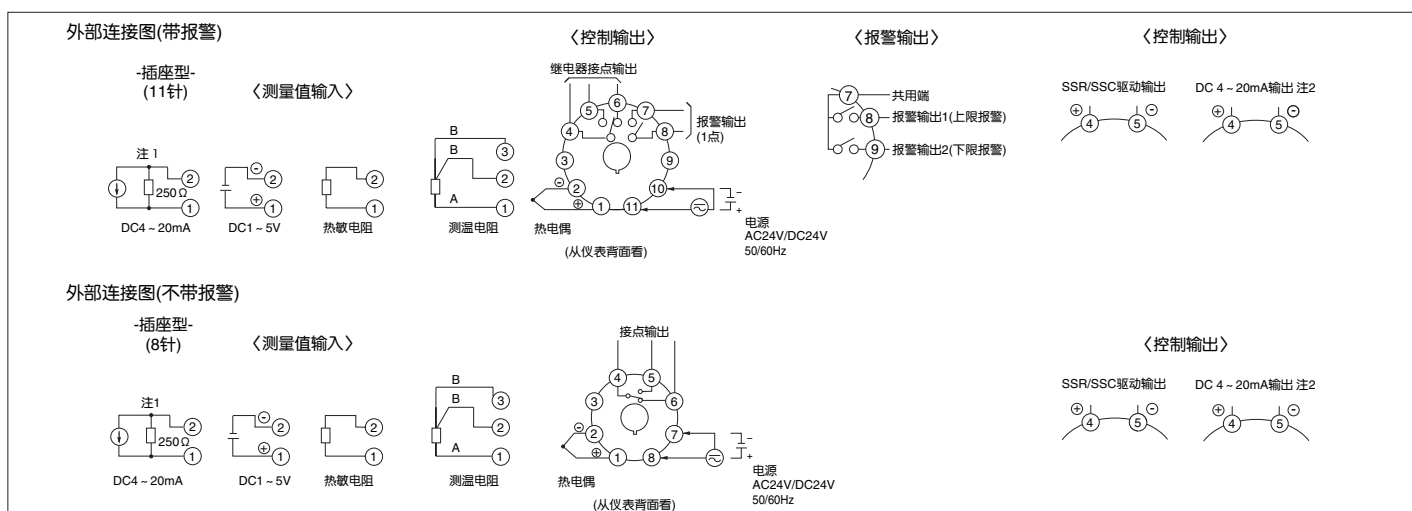 外部连接图(带报警)
-插座型-
(11针)
〈测量值输入〉
〈控制输出〉
〈报警输出〉
〈控制输出〉
继电器接点输出
注 1
250Ω
2
1
DC4 ~ 20mA
⊖
2
⊕
1
DC1 ~ 5V
2
1
热敏电阻
B
B
A
3
2
1
测温电阻
4
5
6
7
8
3
9
2
10
1
11
⊖
⊕
热电偶
报警输出
(1点)
(从仪表背面看)
−
+
电源
AC24V/DC24V
50/60Hz
7
共用端
8
报警输出1(上限报警)
9
报警输出2(下限报警)
SSR/SSC驱动输出
⊕
⊖
4
5
DC 4 ~ 20mA输出 注2
⊕
⊖
4
5
外部连接图(不带报警)
-插座型-
(8针)
〈测量值输入〉
〈控制输出〉
接点输出
注1
250Ω
2
1
DC4 ~ 20mA
⊖
2
⊕
1
DC1 ~ 5V
2
1
热敏电阻
B
B
A
3
2
1
测温电阻
4
5
3
6
2
7
1
8
⊖
⊕
热电偶
(从仪表背面看)
−
+
电源
AC24V/DC24V
50/60Hz
SSR/SSC驱动输出
⊕
⊖
4
5
DC 4 ~ 20mA输出 注2
⊕
⊖
4
5